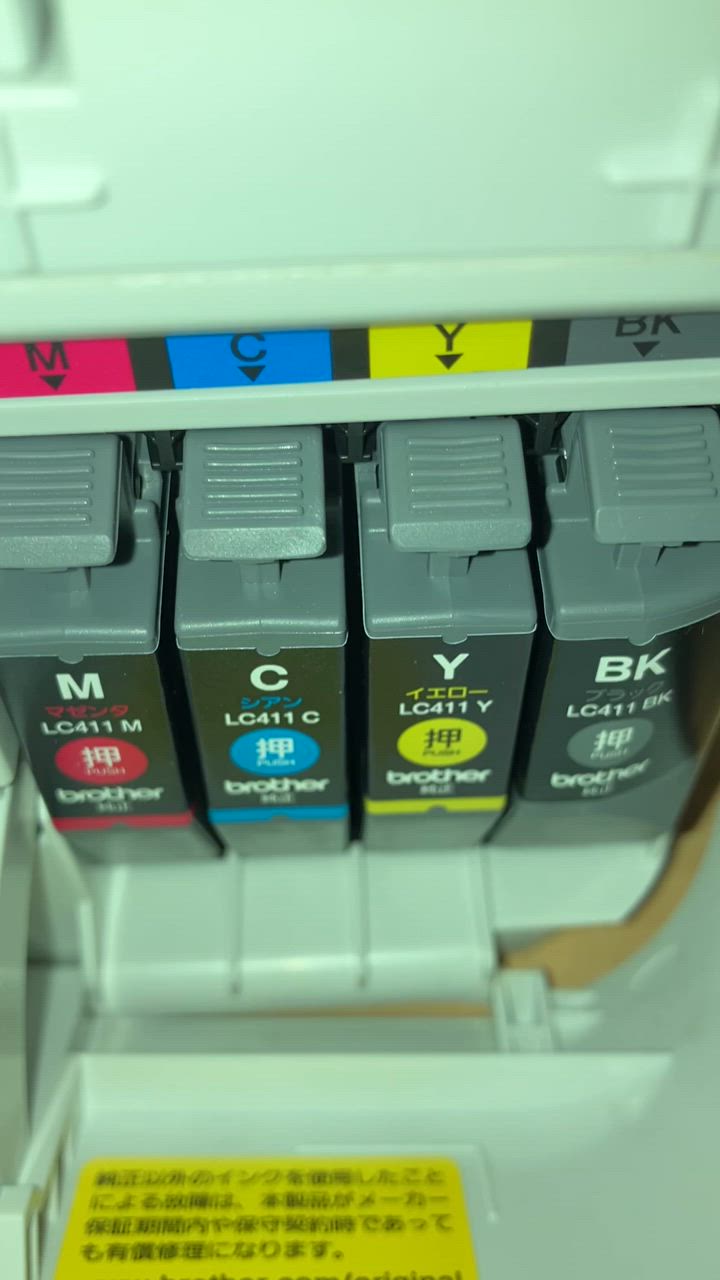 M
C
Y
BK
M
マゼンタ
LC411 M
押
PUSH
brother
純正
C
シアン
LC411 C
押
PUSH
brother
純正
Y
イエロー
LC411 Y
押
PUSH
brother
純正
BK
ブラック
LC411 BK
押
PUSH
brother
純正
純正以外のインクを使用したこと
による故障は、本製品がメーカー
保証期間内や保守契約時であって
も有償修理になります。
www.brother.com/original